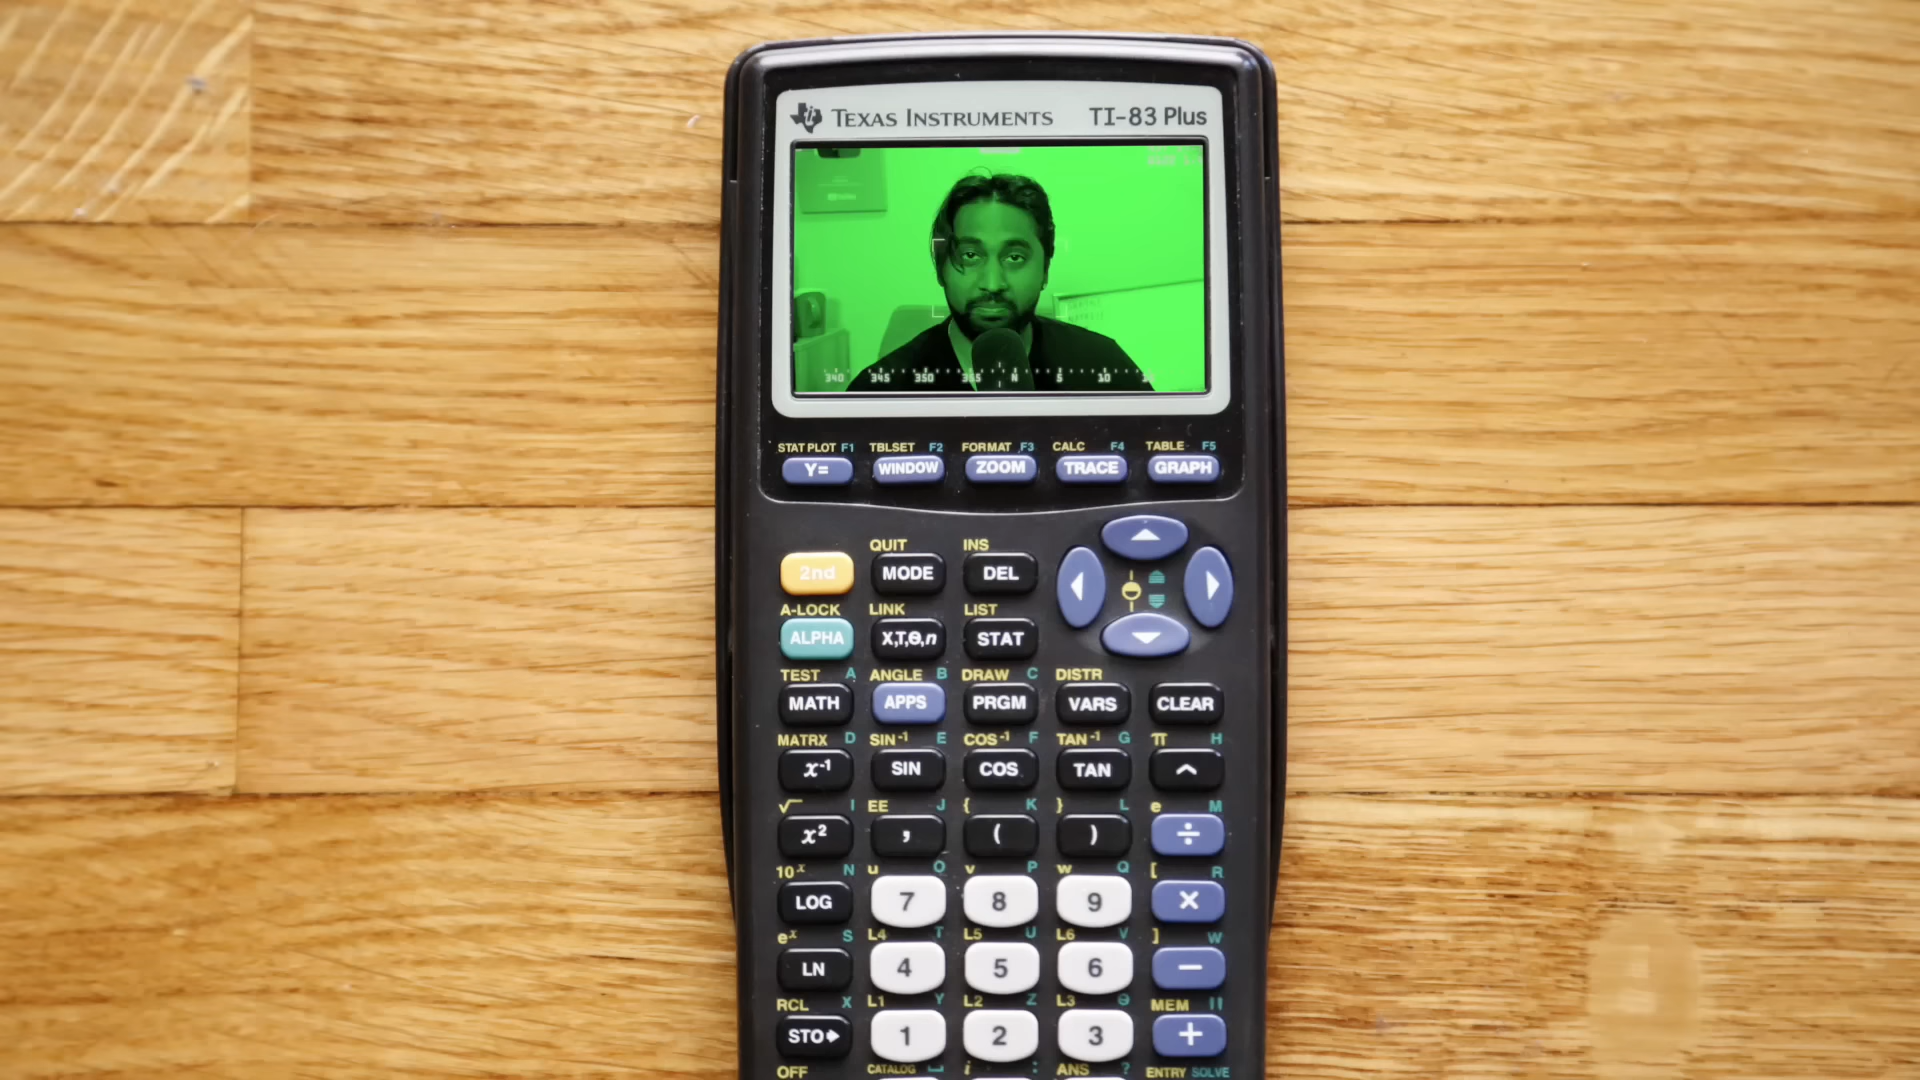 TEXAS INSTRUMENTS TI-83 Plus
340 345 350 355 N 5 10
STAT PLOT F1 TBLSET F2 FORMAT F3 CALC F4 TABLE F5
Y= WINDOW ZOOM TRACE GRAPH
QUIT INS
2nd MODE DEL
A-LOCK LINK LIST
ALPHA X,T,Θ,n STAT
TEST A ANGLE B DRAW C DISTR
MATH APPS PRGM VARS CLEAR
MATRX D SIN⁻¹ E COS⁻¹ F TAN⁻¹ G π H
x⁻¹ SIN COS TAN ^
√ I EE J { K } L e M
x² , ( ) ÷
10ˣ N u O v P w Q [ R
LOG 7 8 9 ×
eˣ S L4 T L5 U L6 V ] W
LN 4 5 6 −
RCL X L1 Y L2 Z L3 Θ MEM "
STO► 1 2 3 +
OFF CATALOG i : ANS ? ENTRY SOLVE